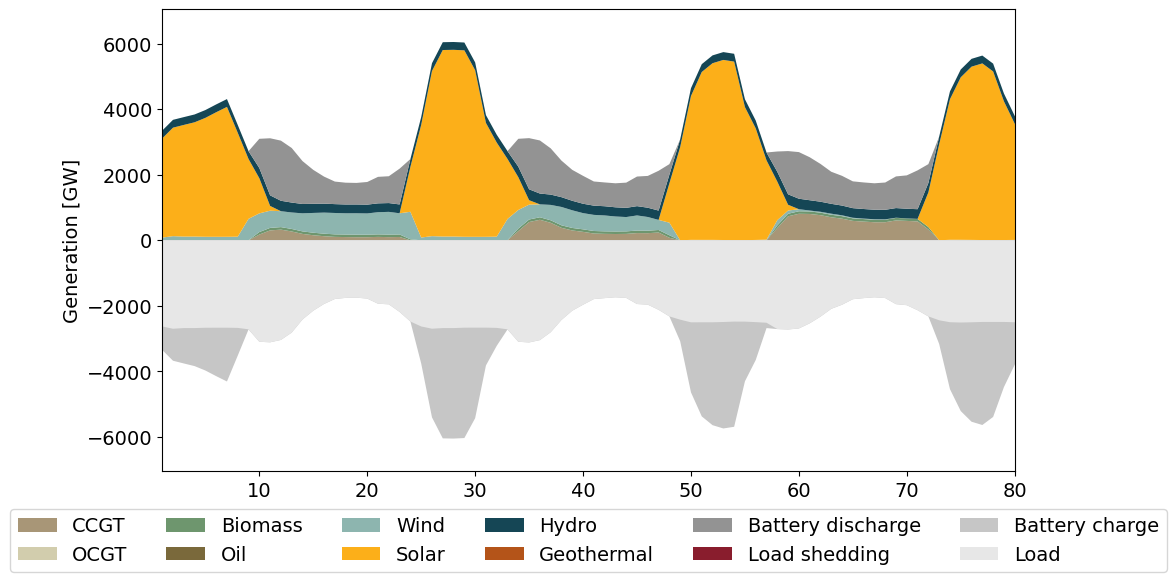 6000
4000
2000
0
−2000
−4000
−6000
Generation [GW]
10 20 30 40 50 60 70 80
CCGT Biomass Wind Hydro Battery discharge Battery charge
OCGT Oil Solar Geothermal Load shedding Load